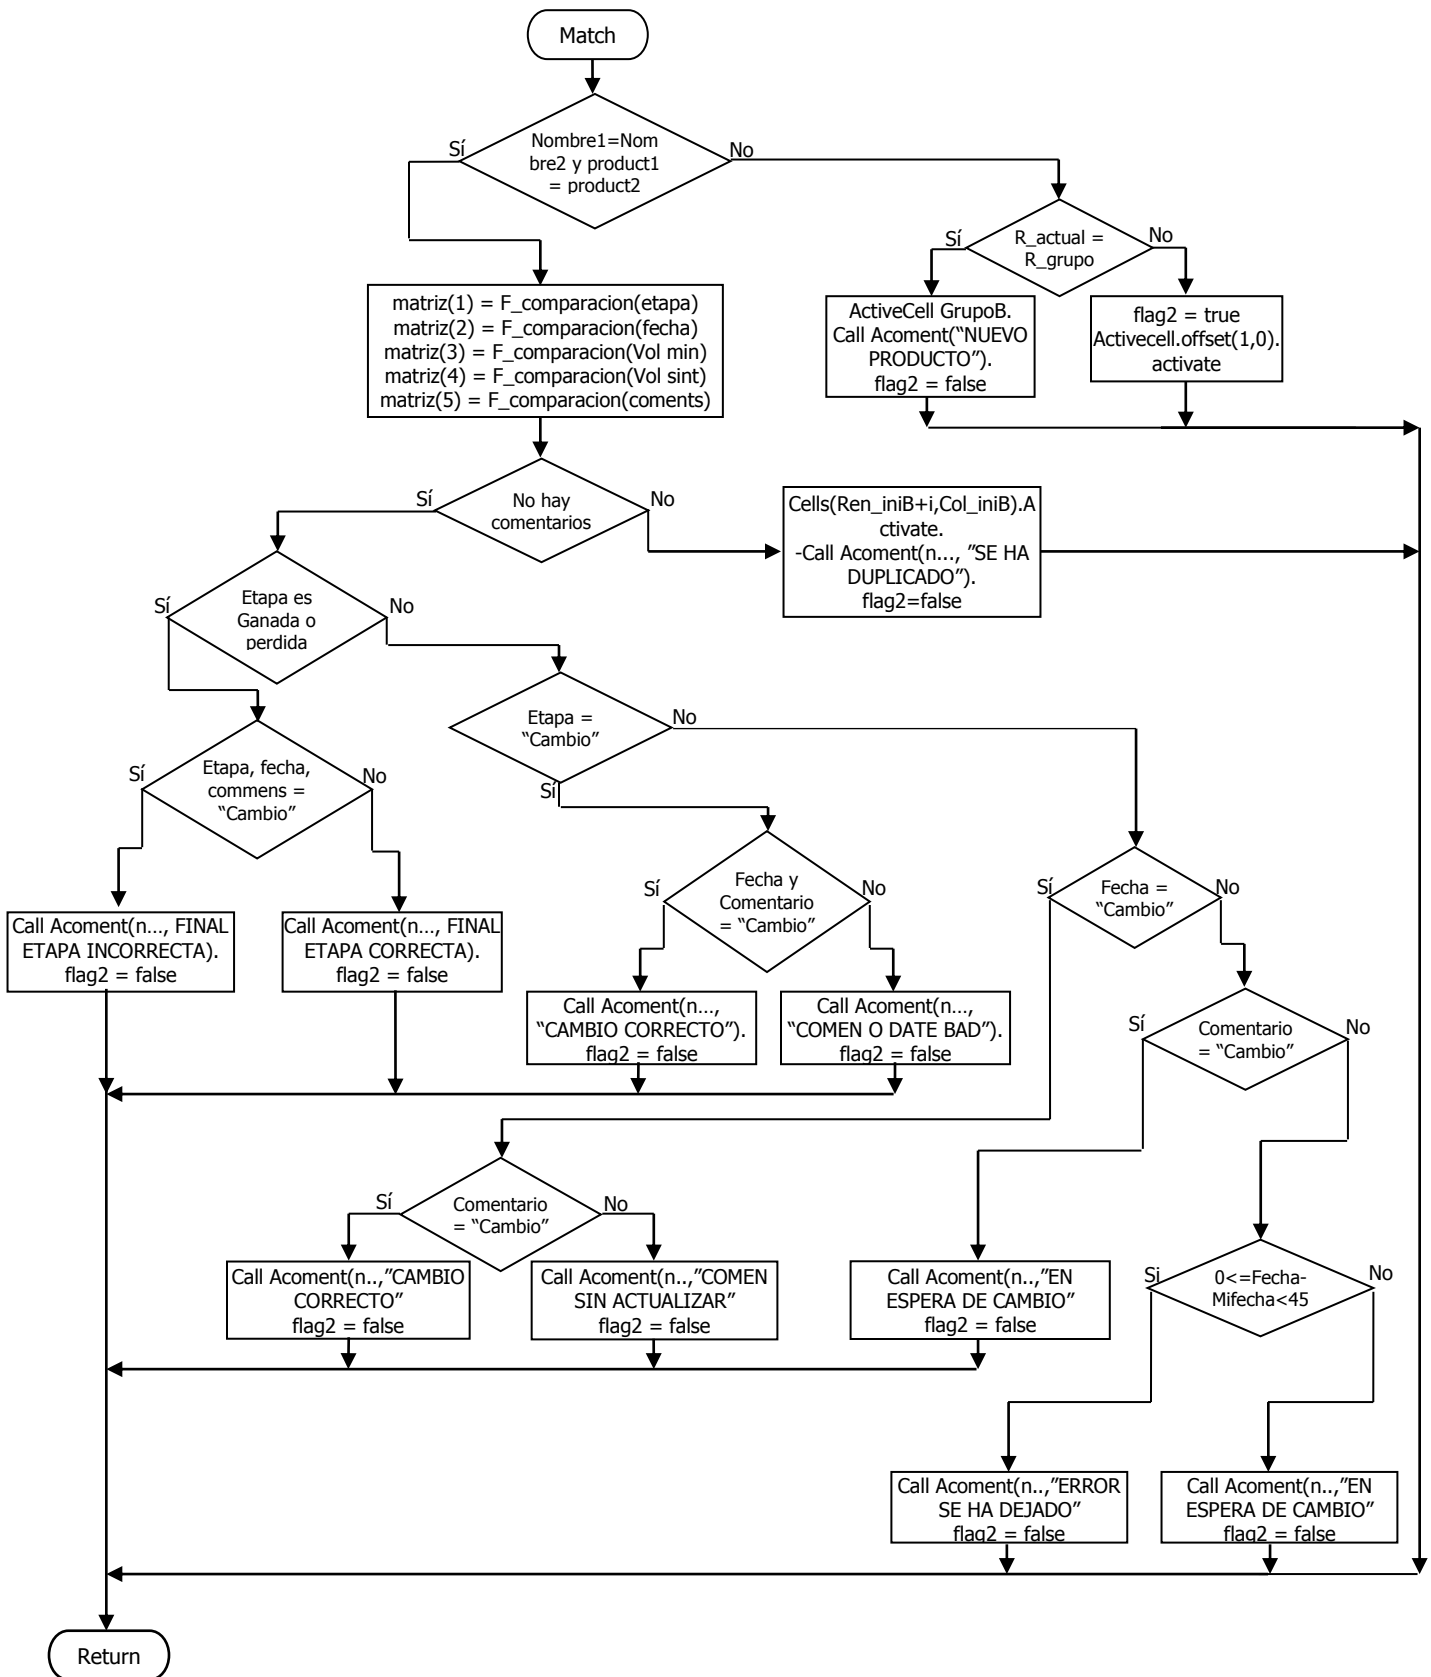 Match
Nombre1=Nom
bre2 y product1
= product2
Sí
No
R_actual =
R_grupo
Sí
No
matriz(1) = F_comparacion(etapa)
matriz(2) = F_comparacion(fecha)
matriz(3) = F_comparacion(Vol min)
matriz(4) = F_comparacion(Vol sint)
matriz(5) = F_comparacion(coments)
ActiveCell GrupoB.
Call Acoment(“NUEVO
PRODUCTO”).
flag2 = false
flag2 = true
Activecell.offset(1,0).
activate
No hay
comentarios
Sí
No
Cells(Ren_iniB+i,Col_iniB).A
ctivate.
-Call Acoment(n..., ”SE HA
DUPLICADO”).
flag2=false
Etapa es
Ganada o
perdida
Sí
No
Etapa =
“Cambio”
No
Sí
Etapa, fecha,
commens =
“Cambio”
Sí
No
Fecha y
Comentario
= “Cambio”
Sí
No
Fecha =
“Cambio”
Sí
No
Call Acoment(n..., FINAL
ETAPA INCORRECTA).
flag2 = false
Call Acoment(n..., FINAL
ETAPA CORRECTA).
flag2 = false
Call Acoment(n...,
“CAMBIO CORRECTO”).
flag2 = false
Call Acoment(n...,
“COMEN O DATE BAD”).
flag2 = false
Comentario
= “Cambio”
Sí
No
Comentario
= “Cambio”
Sí
No
Call Acoment(n..,”CAMBIO
CORRECTO”
flag2 = false
Call Acoment(n..,”COMEN
SIN ACTUALIZAR”
flag2 = false
Call Acoment(n..,”EN
ESPERA DE CAMBIO”
flag2 = false
0<=Fecha-
Mifecha<45
Si
No
Call Acoment(n..,”ERROR
SE HA DEJADO”
flag2 = false
Call Acoment(n..,”EN
ESPERA DE CAMBIO”
flag2 = false
Return